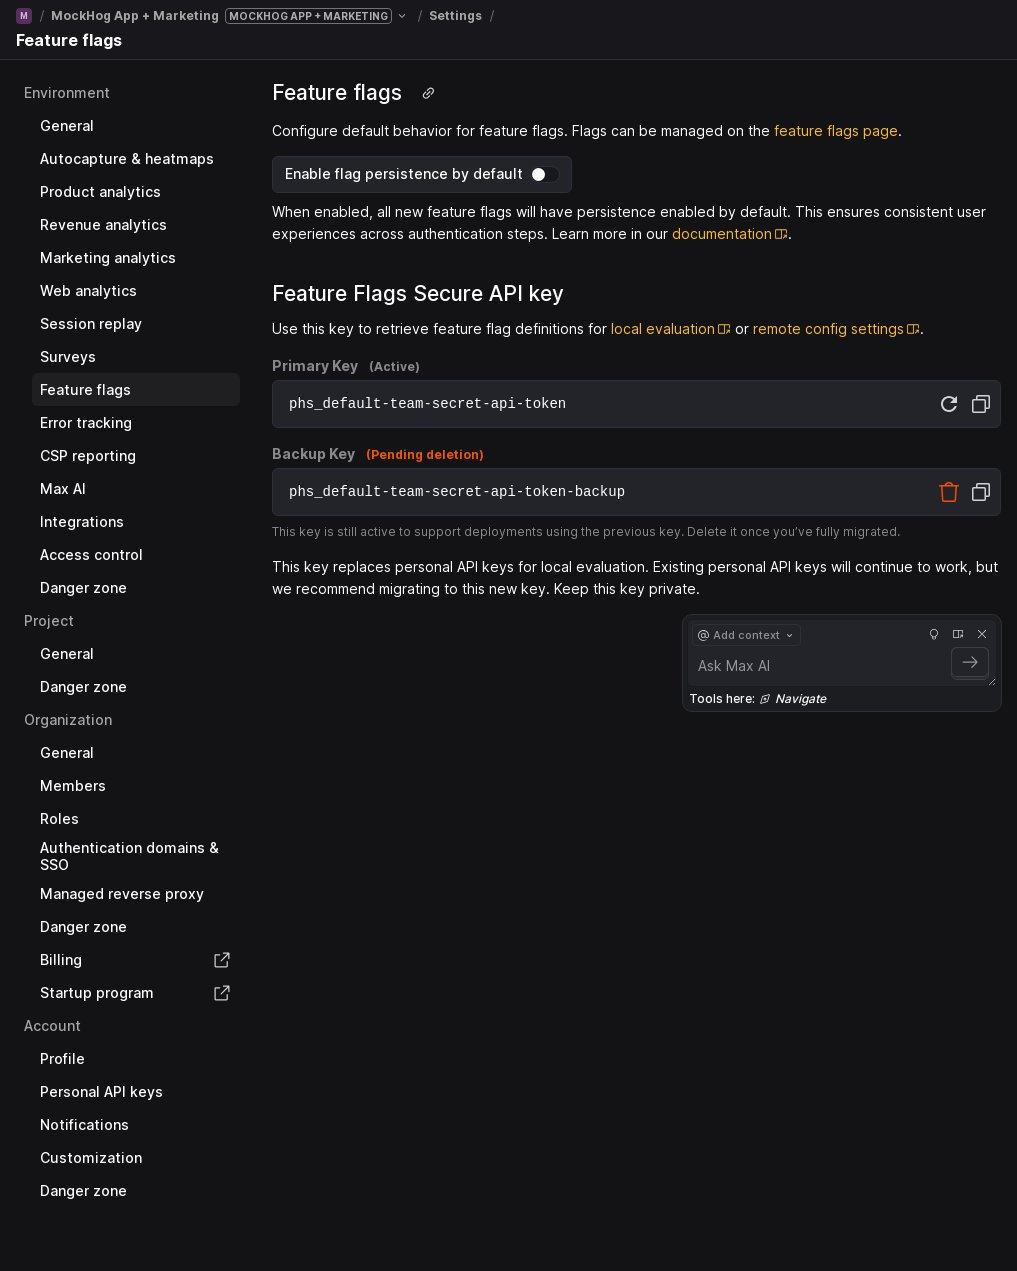 M / MockHog App + Marketing MOCKHOG APP + MARKETING / Settings /
Feature flags
Environment
General
Autocapture & heatmaps
Product analytics
Revenue analytics
Marketing analytics
Web analytics
Session replay
Surveys
Feature flags
Error tracking
CSP reporting
Max AI
Integrations
Access control
Danger zone
Project
General
Danger zone
Organization
General
Members
Roles
Authentication domains &
SSO
Managed reverse proxy
Danger zone
Billing
Startup program
Account
Profile
Personal API keys
Notifications
Customization
Danger zone
Feature flags
Configure default behavior for feature flags. Flags can be managed on the feature flags page.
Enable flag persistence by default
When enabled, all new feature flags will have persistence enabled by default. This ensures consistent user
experiences across authentication steps. Learn more in our documentation.
Feature Flags Secure API key
Use this key to retrieve feature flag definitions for local evaluation or remote config settings.
Primary Key (Active)
phs_default-team-secret-api-token
Backup Key (Pending deletion)
phs_default-team-secret-api-token-backup
This key is still active to support deployments using the previous key. Delete it once you’ve fully migrated.
This key replaces personal API keys for local evaluation. Existing personal API keys will continue to work, but
we recommend migrating to this new key. Keep this key private.
@ Add context
Ask Max AI
Tools here: Navigate